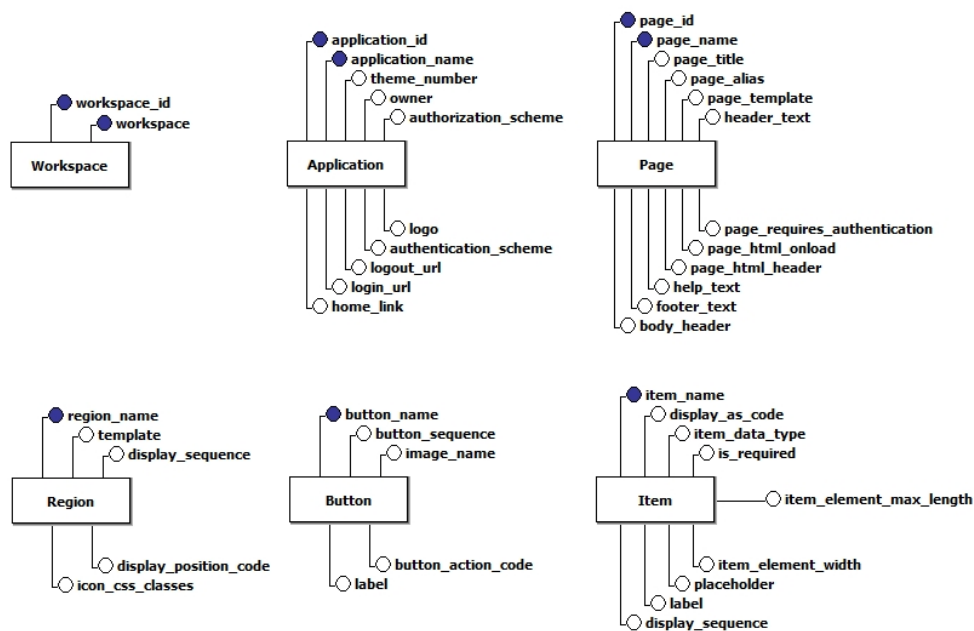 workspace_id
workspace
Workspace
application_id
application_name
theme_number
owner
authorization_scheme
Application
logo
authentication_scheme
logout_url
login_url
home_link
page_id
page_name
page_title
page_alias
page_template
header_text
Page
page_requires_authentication
page_html_onload
page_html_header
help_text
footer_text
body_header
region_name
template
display_sequence
Region
display_position_code
icon_css_classes
button_name
button_sequence
image_name
Button
button_action_code
label
item_name
display_as_code
item_data_type
is_required
Item
item_element_max_length
item_element_width
placeholder
label
display_sequence